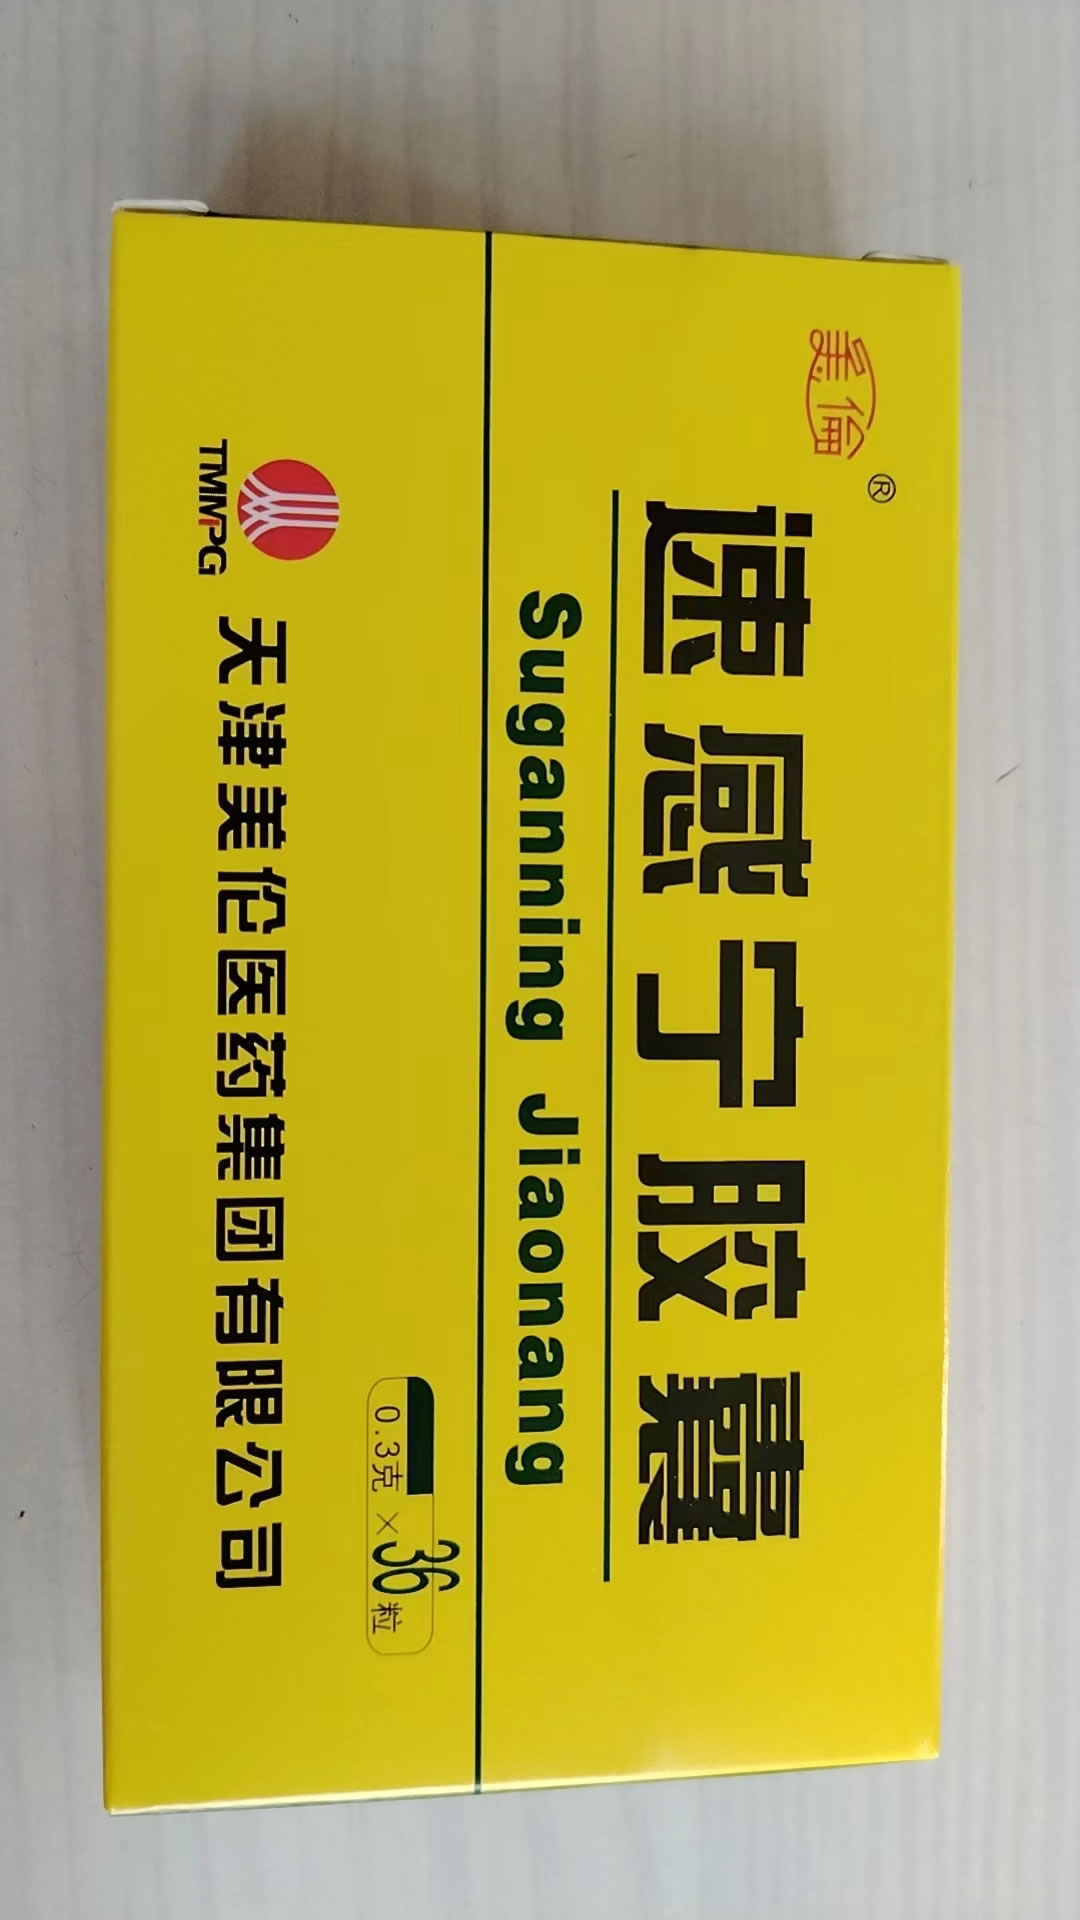 美倫®
速感宁胶囊
Suganning Jiaonang
0.3克×36粒
TMMPG
天津美伦医药集团有限公司